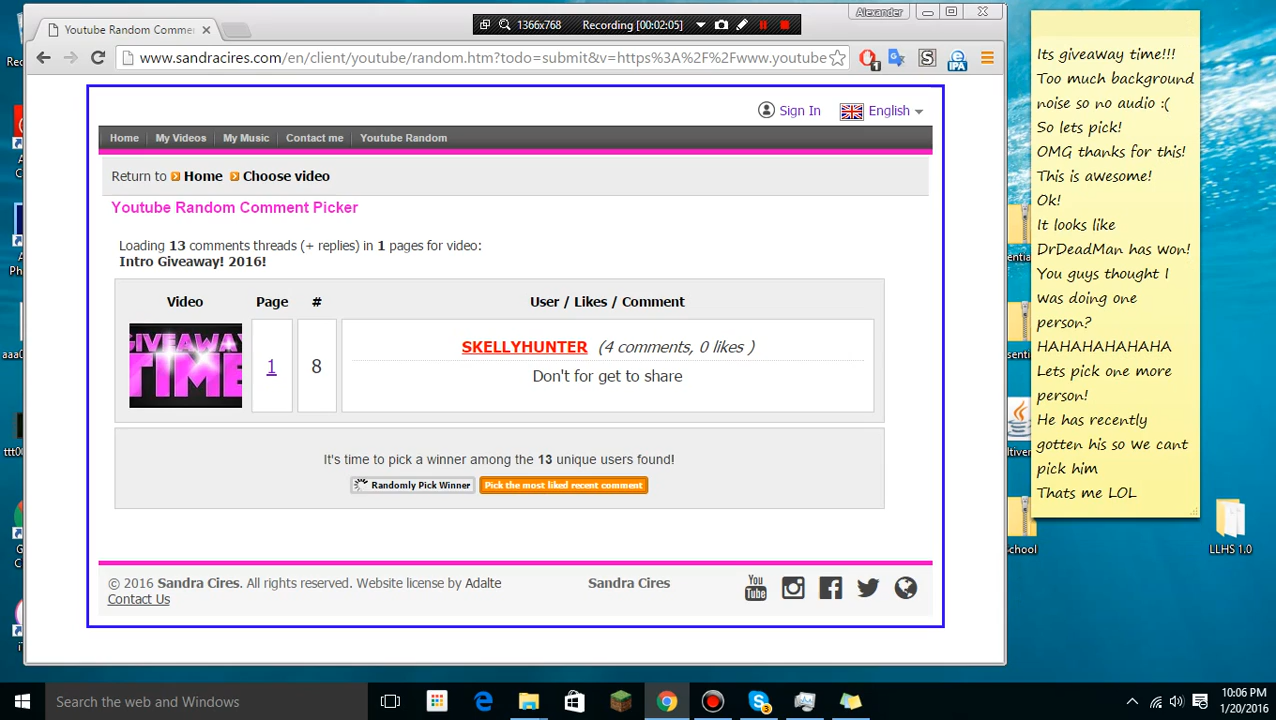 Youtube Random Comme
1366x768
Recording [00:02:05]
Alexander
www.sandracires.com/en/client/youtube/random.htm?todo=submit&v=https%3A%2F%2Fwww.youtube
1
IPA
Sign In
English
Home
My Videos
My Music
Contact me
Youtube Random
Return to Home Choose video
Youtube Random Comment Picker
Loading 13 comments threads (+ replies) in 1 pages for video:
Intro Giveaway! 2016!
Video Page # User / Likes / Comment
GIVEAWAY
TIME
1
8
SKELLYHUNTER (4 comments, 0 likes )
Don't for get to share
It's time to pick a winner among the 13 unique users found!
Randomly Pick Winner
Pick the most liked recent comment
© 2016 Sandra Cires. All rights reserved. Website license by Adalte
Contact Us
Sandra Cires
You
Tube
Its giveaway time!!!
Too much background
noise so no audio :(
So lets pick!
OMG thanks for this!
This is awesome!
Ok!
It looks like
DrDeadMan has won!
You guys thought I
was doing one
person?
HAHAHAHAHAHA
Lets pick one more
person!
He has recently
gotten his so we cant
pick him
Thats me LOL
LLHS 1.0
Search the web and Windows
3
10:06 PM
1/20/2016